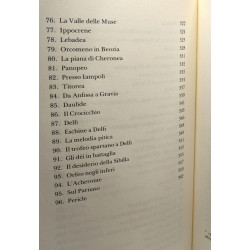 76. La Valle delle Muse 522
77. Ippocrene 525
78. Lebadea 529
79. Orcomeno in Beozia
80. La piana di Cheronea
81. Panopeo
82. Presso Iampoli
83. Titorea
84. Da Anfissa a Gravia
85. Daulide
86. Il Crocicchio
87. Delfi
88. Eschine a Delfi
89. La melodia pitica
90. Il trofeo spartano a Delfi
91. Gli dèi in battaglia
92. Il desiderio della Sibilla
93. Orfeo negli inferi
94. L'Acheronte
95. Sul Parnaso
96. Pericle